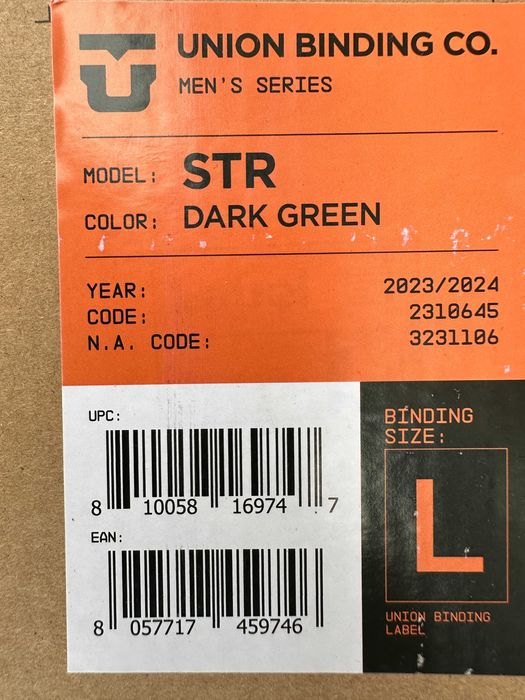 UNION BINDING CO.
MEN'S SERIES
MODEL: STR
COLOR: DARK GREEN
YEAR: 2023/2024
CODE: 2310645
N.A. CODE: 3231106
UPC:
8 10058 16974 7
EAN:
8 057717 459746
BINDING
SIZE:
L
UNION BINDING
LABEL